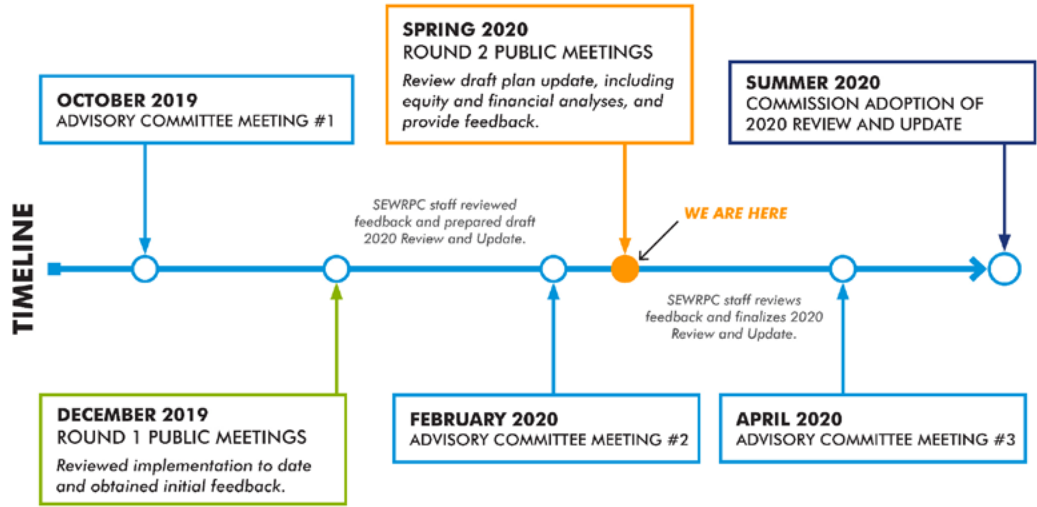 TIMELINE
OCTOBER 2019
ADVISORY COMMITTEE MEETING #1
DECEMBER 2019
ROUND 1 PUBLIC MEETINGS
Reviewed implementation to date
and obtained initial feedback.
SEWRPC staff reviewed
feedback and prepared draft
2020 Review and Update.
FEBRUARY 2020
ADVISORY COMMITTEE MEETING #2
SPRING 2020
ROUND 2 PUBLIC MEETINGS
Review draft plan update, including
equity and financial analyses, and
provide feedback.
WE ARE HERE
SEWRPC staff reviews
feedback and finalizes 2020
Review and Update.
APRIL 2020
ADVISORY COMMITTEE MEETING #3
SUMMER 2020
COMMISSION ADOPTION OF
2020 REVIEW AND UPDATE